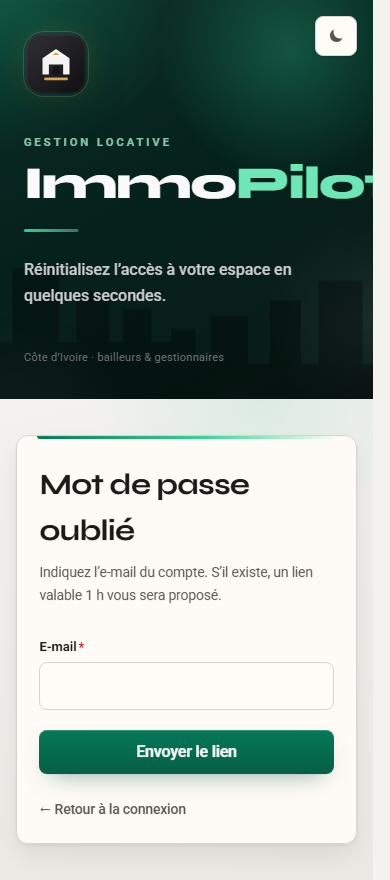 GESTION LOCATIVE
ImmoPilot
Réinitialisez l’accès à votre espace en
quelques secondes.
Côte d’Ivoire · bailleurs & gestionnaires
Mot de passe
oublié
Indiquez l’e-mail du compte. S’il existe, un lien
valable 1 h vous sera proposé.
E-mail *
Envoyer le lien
← Retour à la connexion